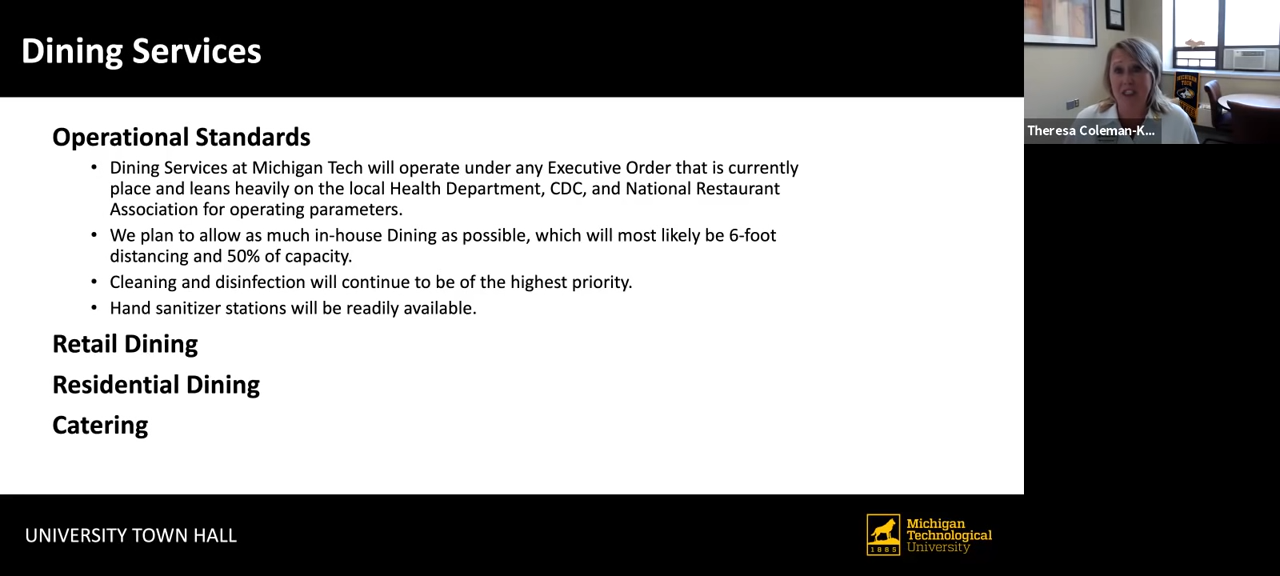 Dining Services
Operational Standards
• Dining Services at Michigan Tech will operate under any Executive Order that is currently
place and leans heavily on the local Health Department, CDC, and National Restaurant
Association for operating parameters.
• We plan to allow as much in-house Dining as possible, which will most likely be 6-foot
distancing and 50% of capacity.
• Cleaning and disinfection will continue to be of the highest priority.
• Hand sanitizer stations will be readily available.
Retail Dining
Residential Dining
Catering
UNIVERSITY TOWN HALL
1885
Michigan
Technological
University
Theresa Coleman-K...